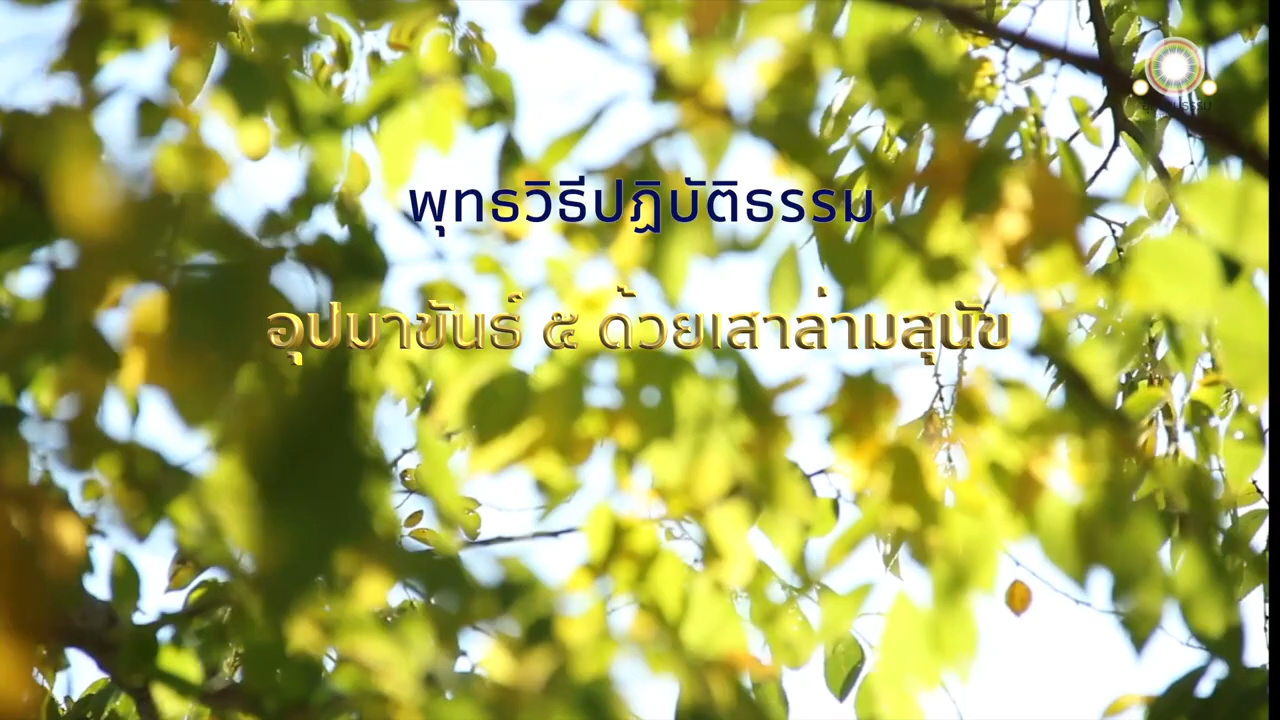 พุทธวิธีปฏิบัติธรรม
อุปมาขันธ์ ๕ ด้วยเสาล่ามสุนัข